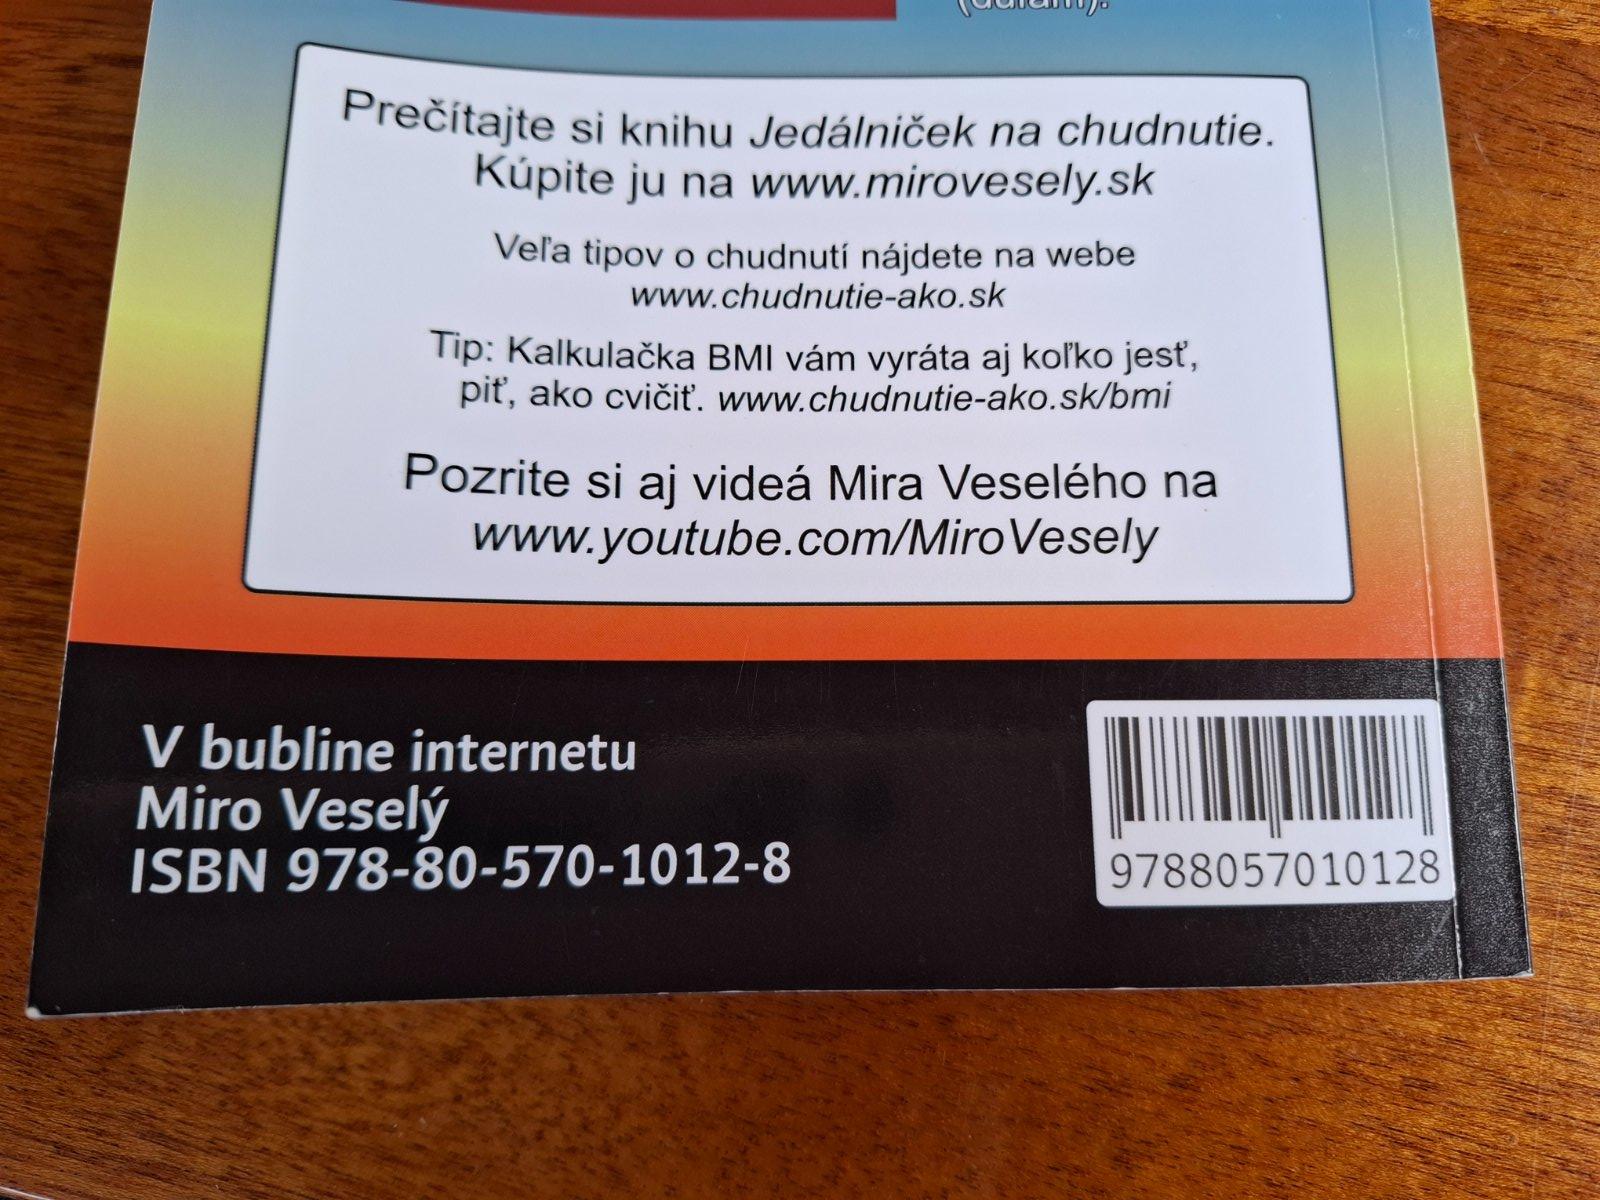 (dúfam).
Prečítajte si knihu Jedálniček na chudnutie.
Kúpite ju na www.mirovesely.sk
Veľa tipov o chudnutí nájdete na webe
www.chudnutie-ako.sk
Tip: Kalkulačka BMI vám vyráta aj koľko jesť,
piť, ako cvičiť. www.chudnutie-ako.sk/bmi
Pozrite si aj videá Mira Veselého na
www.youtube.com/MiroVesely
V bubline internetu
Miro Veselý
ISBN 978-80-570-1012-8
9788057010128